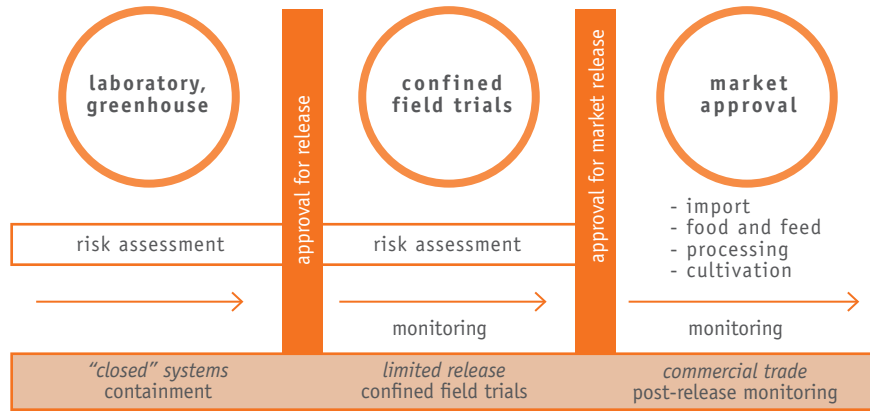 laboratory,
greenhouse
approval for release
confined
field trials
approval for market release
market
approval
- import
- food and feed
- processing
- cultivation
risk assessment
risk assessment
monitoring
monitoring
"closed" systems
containment
limited release
confined field trials
commercial trade
post-release monitoring